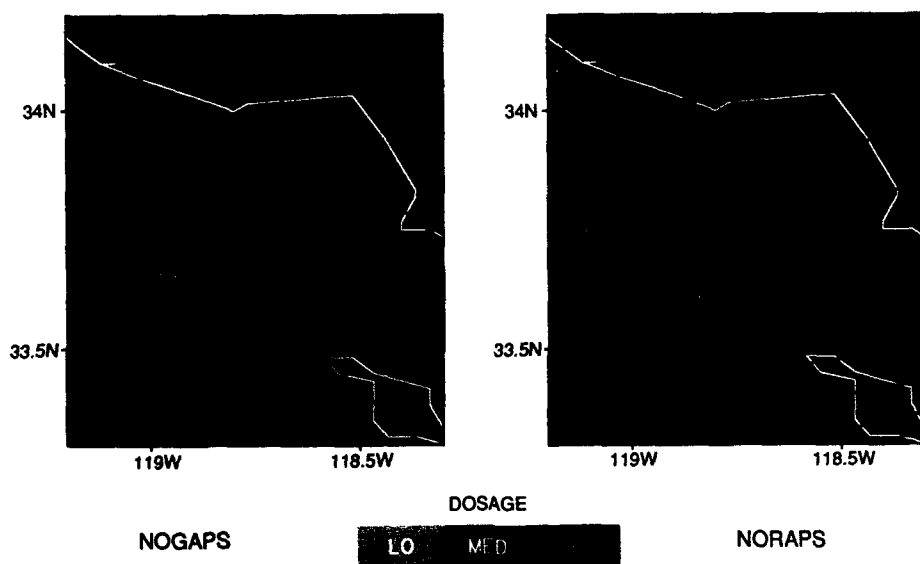 34N 34N
33.5N 33.5N
119W 118.5W 119W 118.5W
DOSAGE
NOGAPS LO MED NORAPS